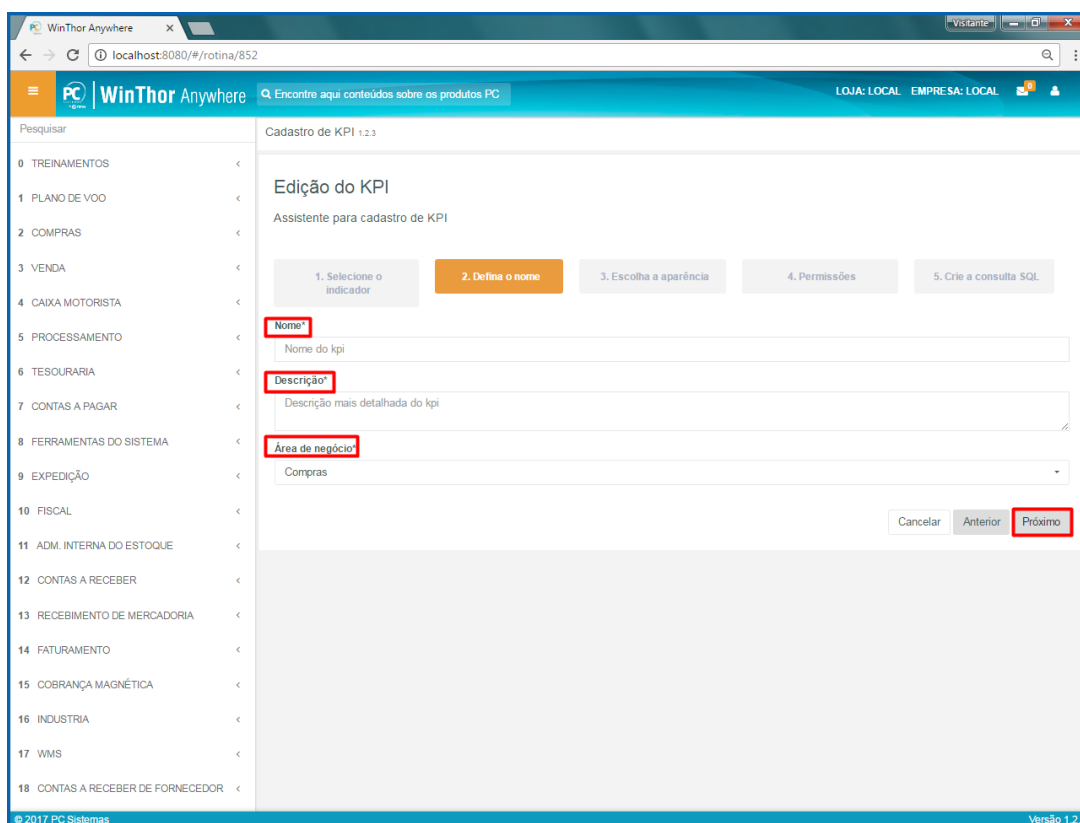 WinThor Anywhere
Visitante
localhost:8080/#/rotina/852
PC WinThor Anywhere
Encontre aqui conteúdos sobre os produtos PC
LOJA: LOCAL EMPRESA: LOCAL
0
Pesquisar
Cadastro de KPI 1.2.3
0 TREINAMENTOS
1 PLANO DE VOO
2 COMPRAS
3 VENDA
4 CAIXA MOTORISTA
5 PROCESSAMENTO
6 TESOURARIA
7 CONTAS A PAGAR
8 FERRAMENTAS DO SISTEMA
9 EXPEDIÇÃO
10 FISCAL
11 ADM. INTERNA DO ESTOQUE
12 CONTAS A RECEBER
13 RECEBIMENTO DE MERCADORIA
14 FATURAMENTO
15 COBRANÇA MAGNÉTICA
16 INDUSTRIA
17 WMS
18 CONTAS A RECEBER DE FORNECEDOR
Edição do KPI
Assistente para cadastro de KPI
1. Selecione o
indicador
2. Defina o nome
3. Escolha a aparência
4. Permissões
5. Crie a consulta SQL
Nome*
Nome do kpi
Descrição*
Descrição mais detalhada do kpi
Área de negócio*
Compras
Cancelar
Anterior
Próximo
© 2017 PC Sistemas
Versão 1.2